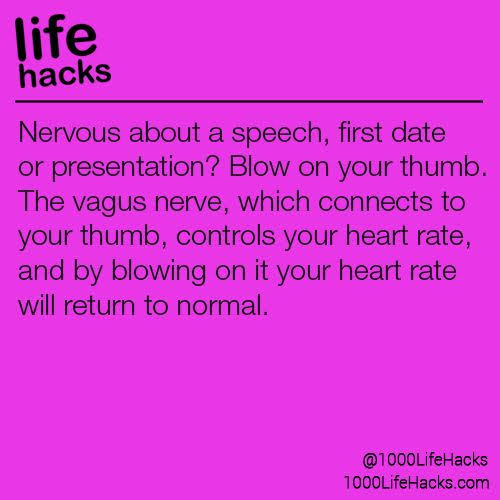 life
hacks
Nervous about a speech, first date
or presentation? Blow on your thumb.
The vagus nerve, which connects to
your thumb, controls your heart rate,
and by blowing on it your heart rate
will return to normal.
@1000LifeHacks
1000LifeHacks.com